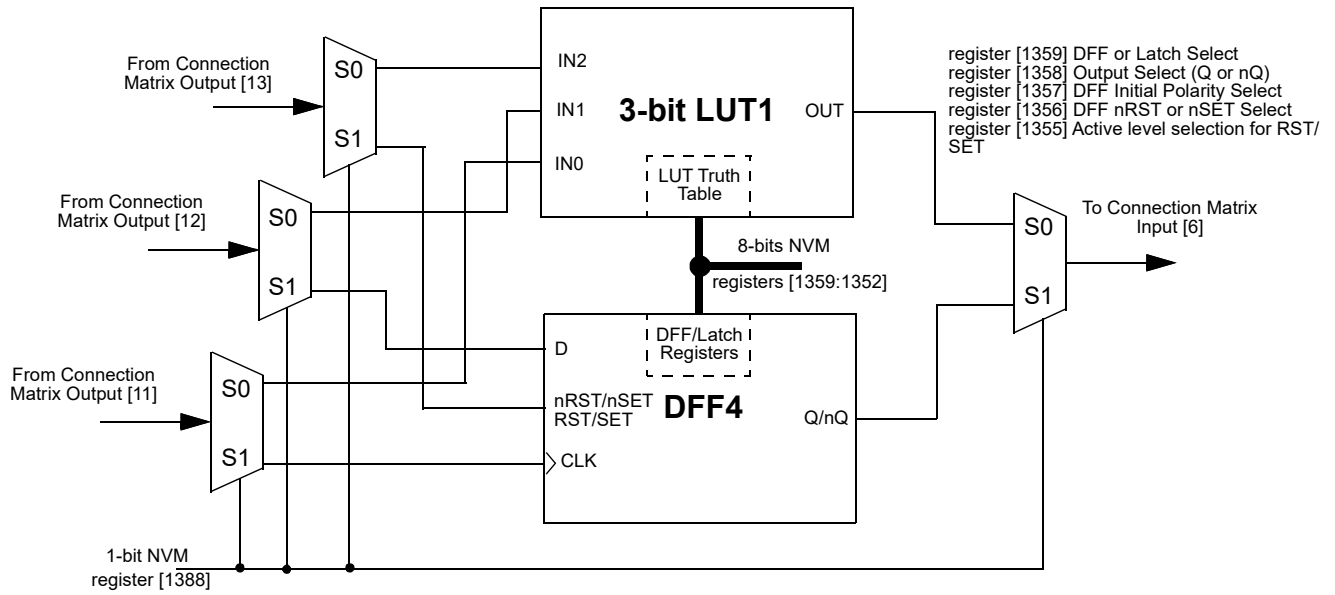 From Connection
Matrix Output [13]
S0
S1
From Connection
Matrix Output [12]
S0
S1
From Connection
Matrix Output [11]
S0
S1
1-bit NVM
register [1388]
IN2
IN1
IN0
3-bit LUT1
OUT
LUT Truth
Table
8-bits NVM
registers [1359:1352]
DFF/Latch
Registers
D
nRST/nSET
RST/SET
DFF4
Q/nQ
CLK
register [1359] DFF or Latch Select
register [1358] Output Select (Q or nQ)
register [1357] DFF Initial Polarity Select
register [1356] DFF nRST or nSET Select
register [1355] Active level selection for RST/
SET
S0
S1
To Connection Matrix
Input [6]